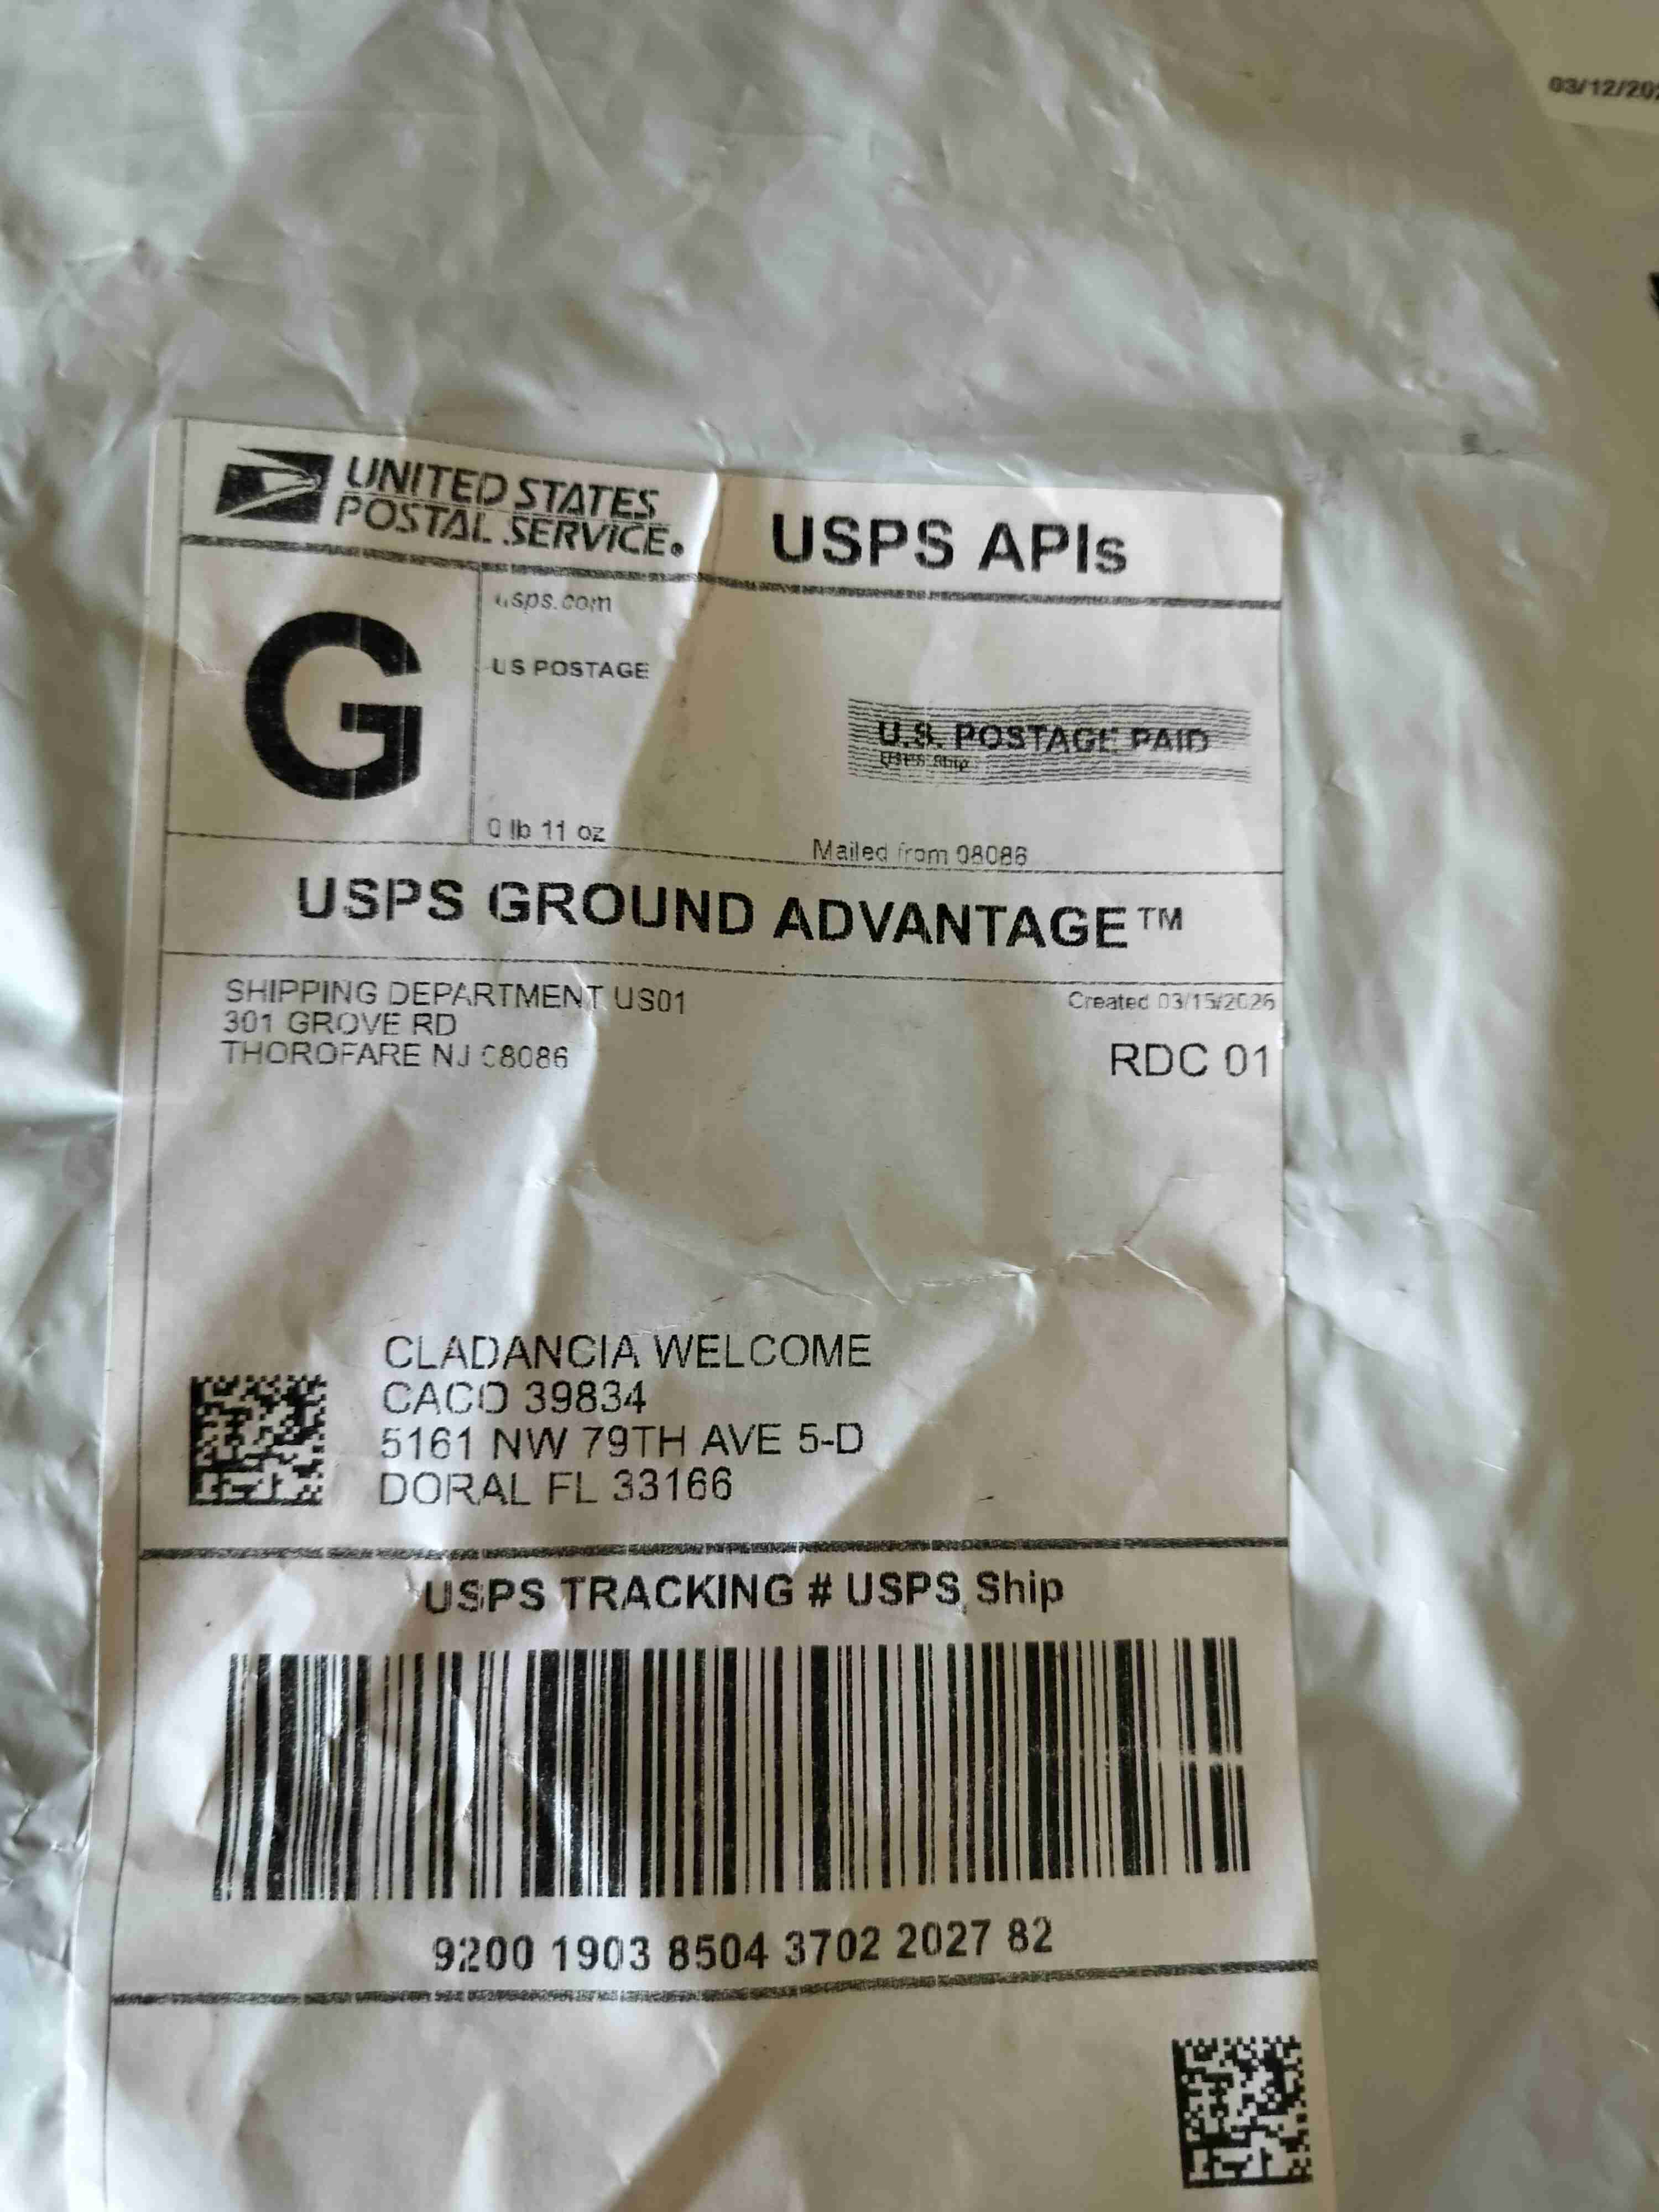 03/12/202
UNITED STATES
POSTAL SERVICE.
USPS APIs
G
usps.com
US POSTAGE
U.S. POSTAGE PAID
USPS Ship
0 lb 11 oz
Mailed from 08086
USPS GROUND ADVANTAGE™
SHIPPING DEPARTMENT US01
301 GROVE RD
THOROFARE NJ 08086
Created 03/15/2026
RDC 01
CLADANCIA WELCOME
CACO 39834
5161 NW 79TH AVE 5-D
DORAL FL 33166
USPS TRACKING # USPS Ship
9200 1903 8504 3702 2027 82